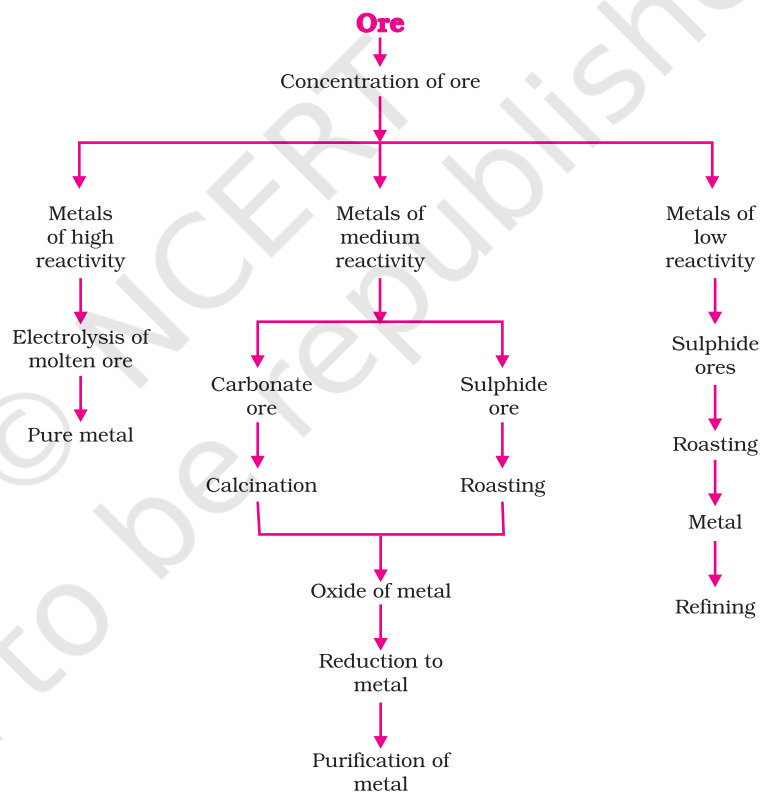 Ore
Concentration of ore
Metals
of high
reactivity
Electrolysis of
molten ore
Pure metal
Metals of
medium
reactivity
Carbonate
ore
Calcination
Sulphide
ore
Roasting
Oxide of metal
Reduction to
metal
Purification of
metal
Metals of
low
reactivity
Sulphide
ores
Roasting
Metal
Refining
© NCERT
to be republishe